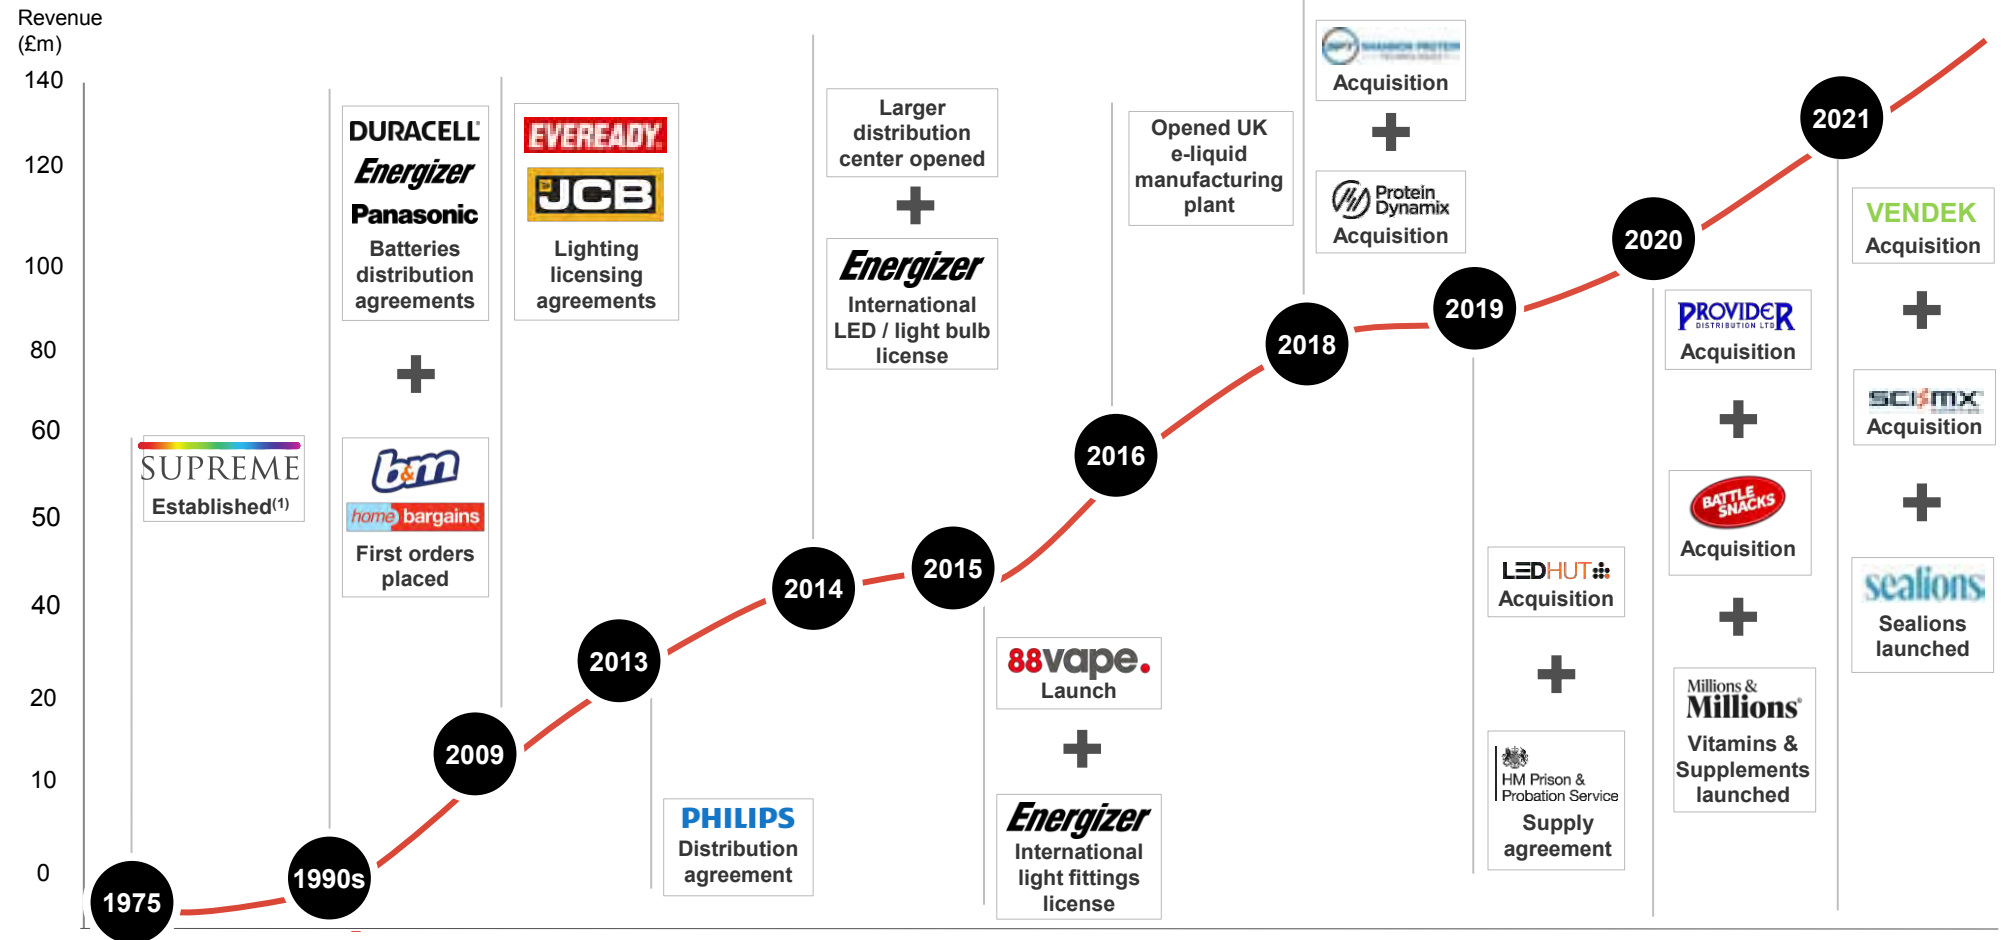 Revenue
(£m)
140
120
100
80
60
50
40
20
10
0
SUPREME
Established(1)
1975
DURACELL
Energizer
Panasonic
Batteries
distribution
agreements
b&m
home bargains
First orders
placed
1990s
EVEREADY
JCB
Lighting
licensing
agreements
2009
2013
PHILIPS
Distribution
agreement
Larger
distribution
center opened
Energizer
International
LED / light bulb
license
2014
2015
88vape.
Launch
Energizer
International
light fittings
license
Opened UK
e-liquid
manufacturing
plant
2016
SHANNON PROTEIN
TECHNOLOGIES
Acquisition
Protein
Dynamix
Acquisition
2018
2019
LEDHUT
Acquisition
HM Prison &
Probation Service
Supply
agreement
2020
PROVIDER
DISTRIBUTION LTD
Acquisition
BATTLE
SNACKS
Acquisition
Millions &
Millions
Vitamins &
Supplements
launched
2021
VENDEK
Acquisition
SCI-MX
Acquisition
sealions
Sealions
launched